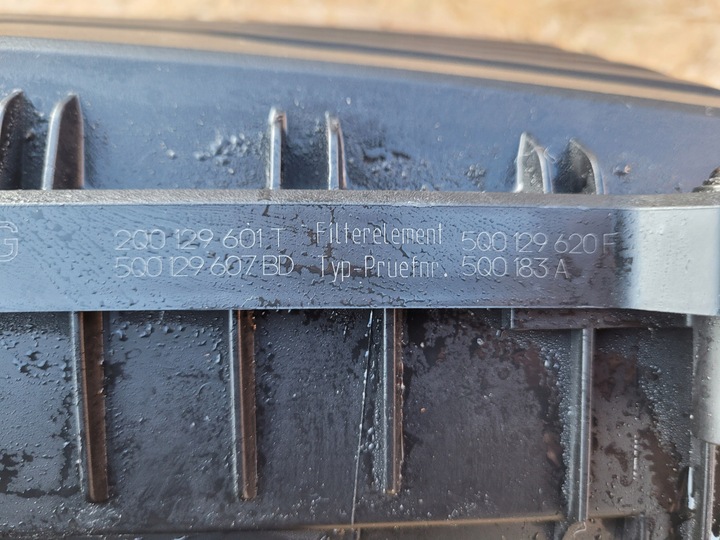 G
2Q0 129 601 T Filterelement 5Q0 129 620 F
5Q0 129 607 BD Typ-Pruefnr. 5Q0 183 A